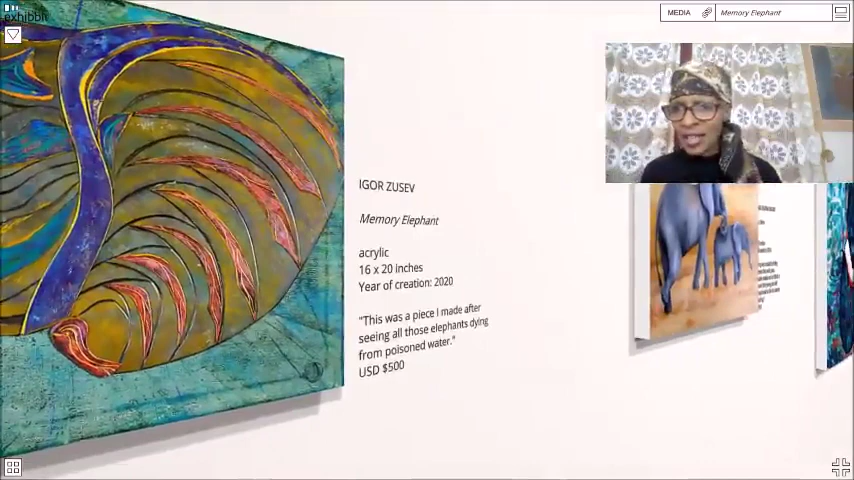 exhibbit
MEDIA
Memory Elephant
IGOR ZUSEV
Memory Elephant
acrylic
16 x 20 inches
Year of creation: 2020
"This was a piece I made after
seeing all those elephants dying
from poisoned water."
USD $500